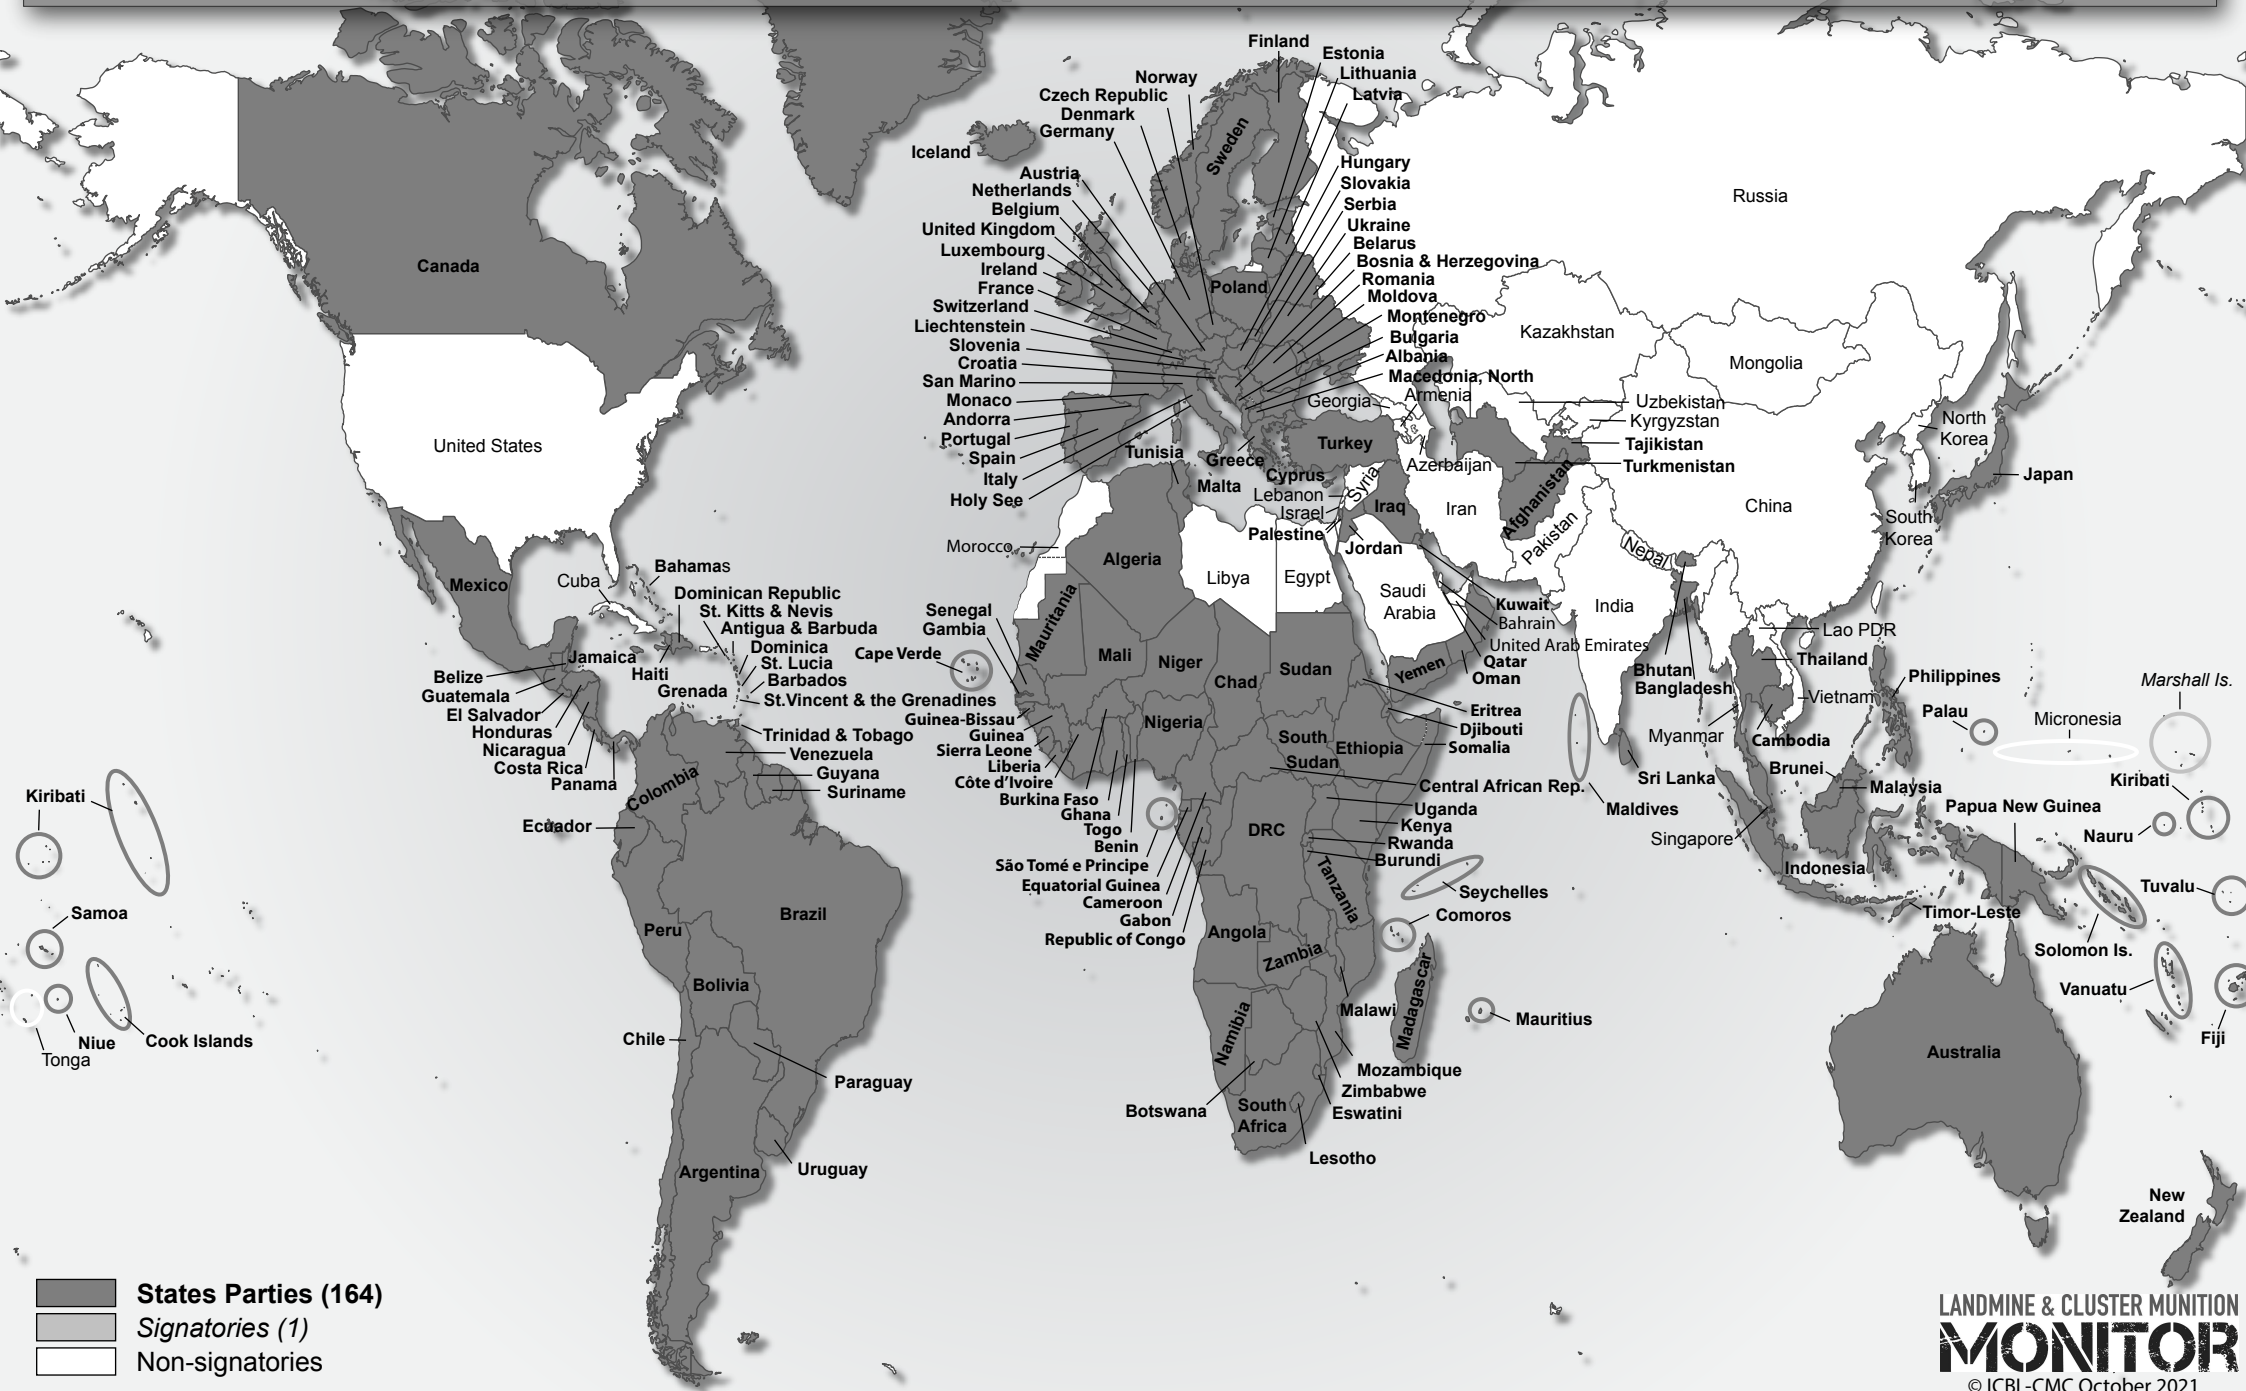 Finland
Estonia
Lithuania
Latvia
Norway
Czech Republic
Denmark
Germany
Iceland
Sweden
Austria
Netherlands
Belgium
United Kingdom
Luxembourg
Ireland
France
Switzerland
Liechtenstein
Slovenia
Croatia
San Marino
Monaco
Andorra
Portugal
Spain
Italy
Holy See
Hungary
Slovakia
Serbia
Ukraine
Belarus
Bosnia & Herzegovina
Romania
Moldova
Montenegro
Bulgaria
Albania
Macedonia, North
Poland
Russia
Canada
United States
Kazakhstan
Mongolia
Georgia
Armenia
Uzbekistan
Kyrgyzstan
Tajikistan
Turkmenistan
Azerbaijan
Turkey
Tunisia
Greece
Malta
Cyprus
Lebanon
Syria
Israel
Palestine
Jordan
Iraq
Iran
Afghanistan
Pakistan
Nepal
China
North
Korea
South
Korea
Japan
Morocco
Algeria
Libya
Egypt
Saudi
Arabia
Kuwait
Bahrain
United Arab Emirates
Qatar
Oman
Yemen
India
Bhutan
Bangladesh
Myanmar
Lao PDR
Thailand
Vietnam
Cambodia
Philippines
Palau
Micronesia
Marshall Is.
Mexico
Cuba
Bahamas
Dominican Republic
St. Kitts & Nevis
Antigua & Barbuda
Dominica
St. Lucia
Barbados
St.Vincent & the Grenadines
Jamaica
Haiti
Grenada
Trinidad & Tobago
Venezuela
Guyana
Suriname
Belize
Guatemala
El Salvador
Honduras
Nicaragua
Costa Rica
Panama
Colombia
Ecuador
Peru
Brazil
Bolivia
Chile
Paraguay
Uruguay
Argentina
Senegal
Gambia
Cape Verde
Mauritania
Mali
Niger
Chad
Sudan
Guinea-Bissau
Guinea
Sierra Leone
Liberia
Côte d'Ivoire
Burkina Faso
Ghana
Togo
Benin
São Tomé e Principe
Equatorial Guinea
Cameroon
Gabon
Republic of Congo
Nigeria
South
Sudan
Ethiopia
Eritrea
Djibouti
Somalia
Central African Rep.
Uganda
Kenya
Rwanda
Burundi
DRC
Tanzania
Seychelles
Comoros
Angola
Zambia
Malawi
Madagascar
Mauritius
Namibia
Mozambique
Zimbabwe
Eswatini
Botswana
South
Africa
Lesotho
Sri Lanka
Maldives
Brunei
Malaysia
Singapore
Indonesia
Papua New Guinea
Timor-Leste
Kiribati
Nauru
Tuvalu
Solomon Is.
Vanuatu
Fiji
Australia
New
Zealand
Kiribati
Samoa
Niue
Tonga
Cook Islands
States Parties (164)
Signatories (1)
Non-signatories
LANDMINE & CLUSTER MUNITION
MONITOR
© ICBL-CMC October 2021